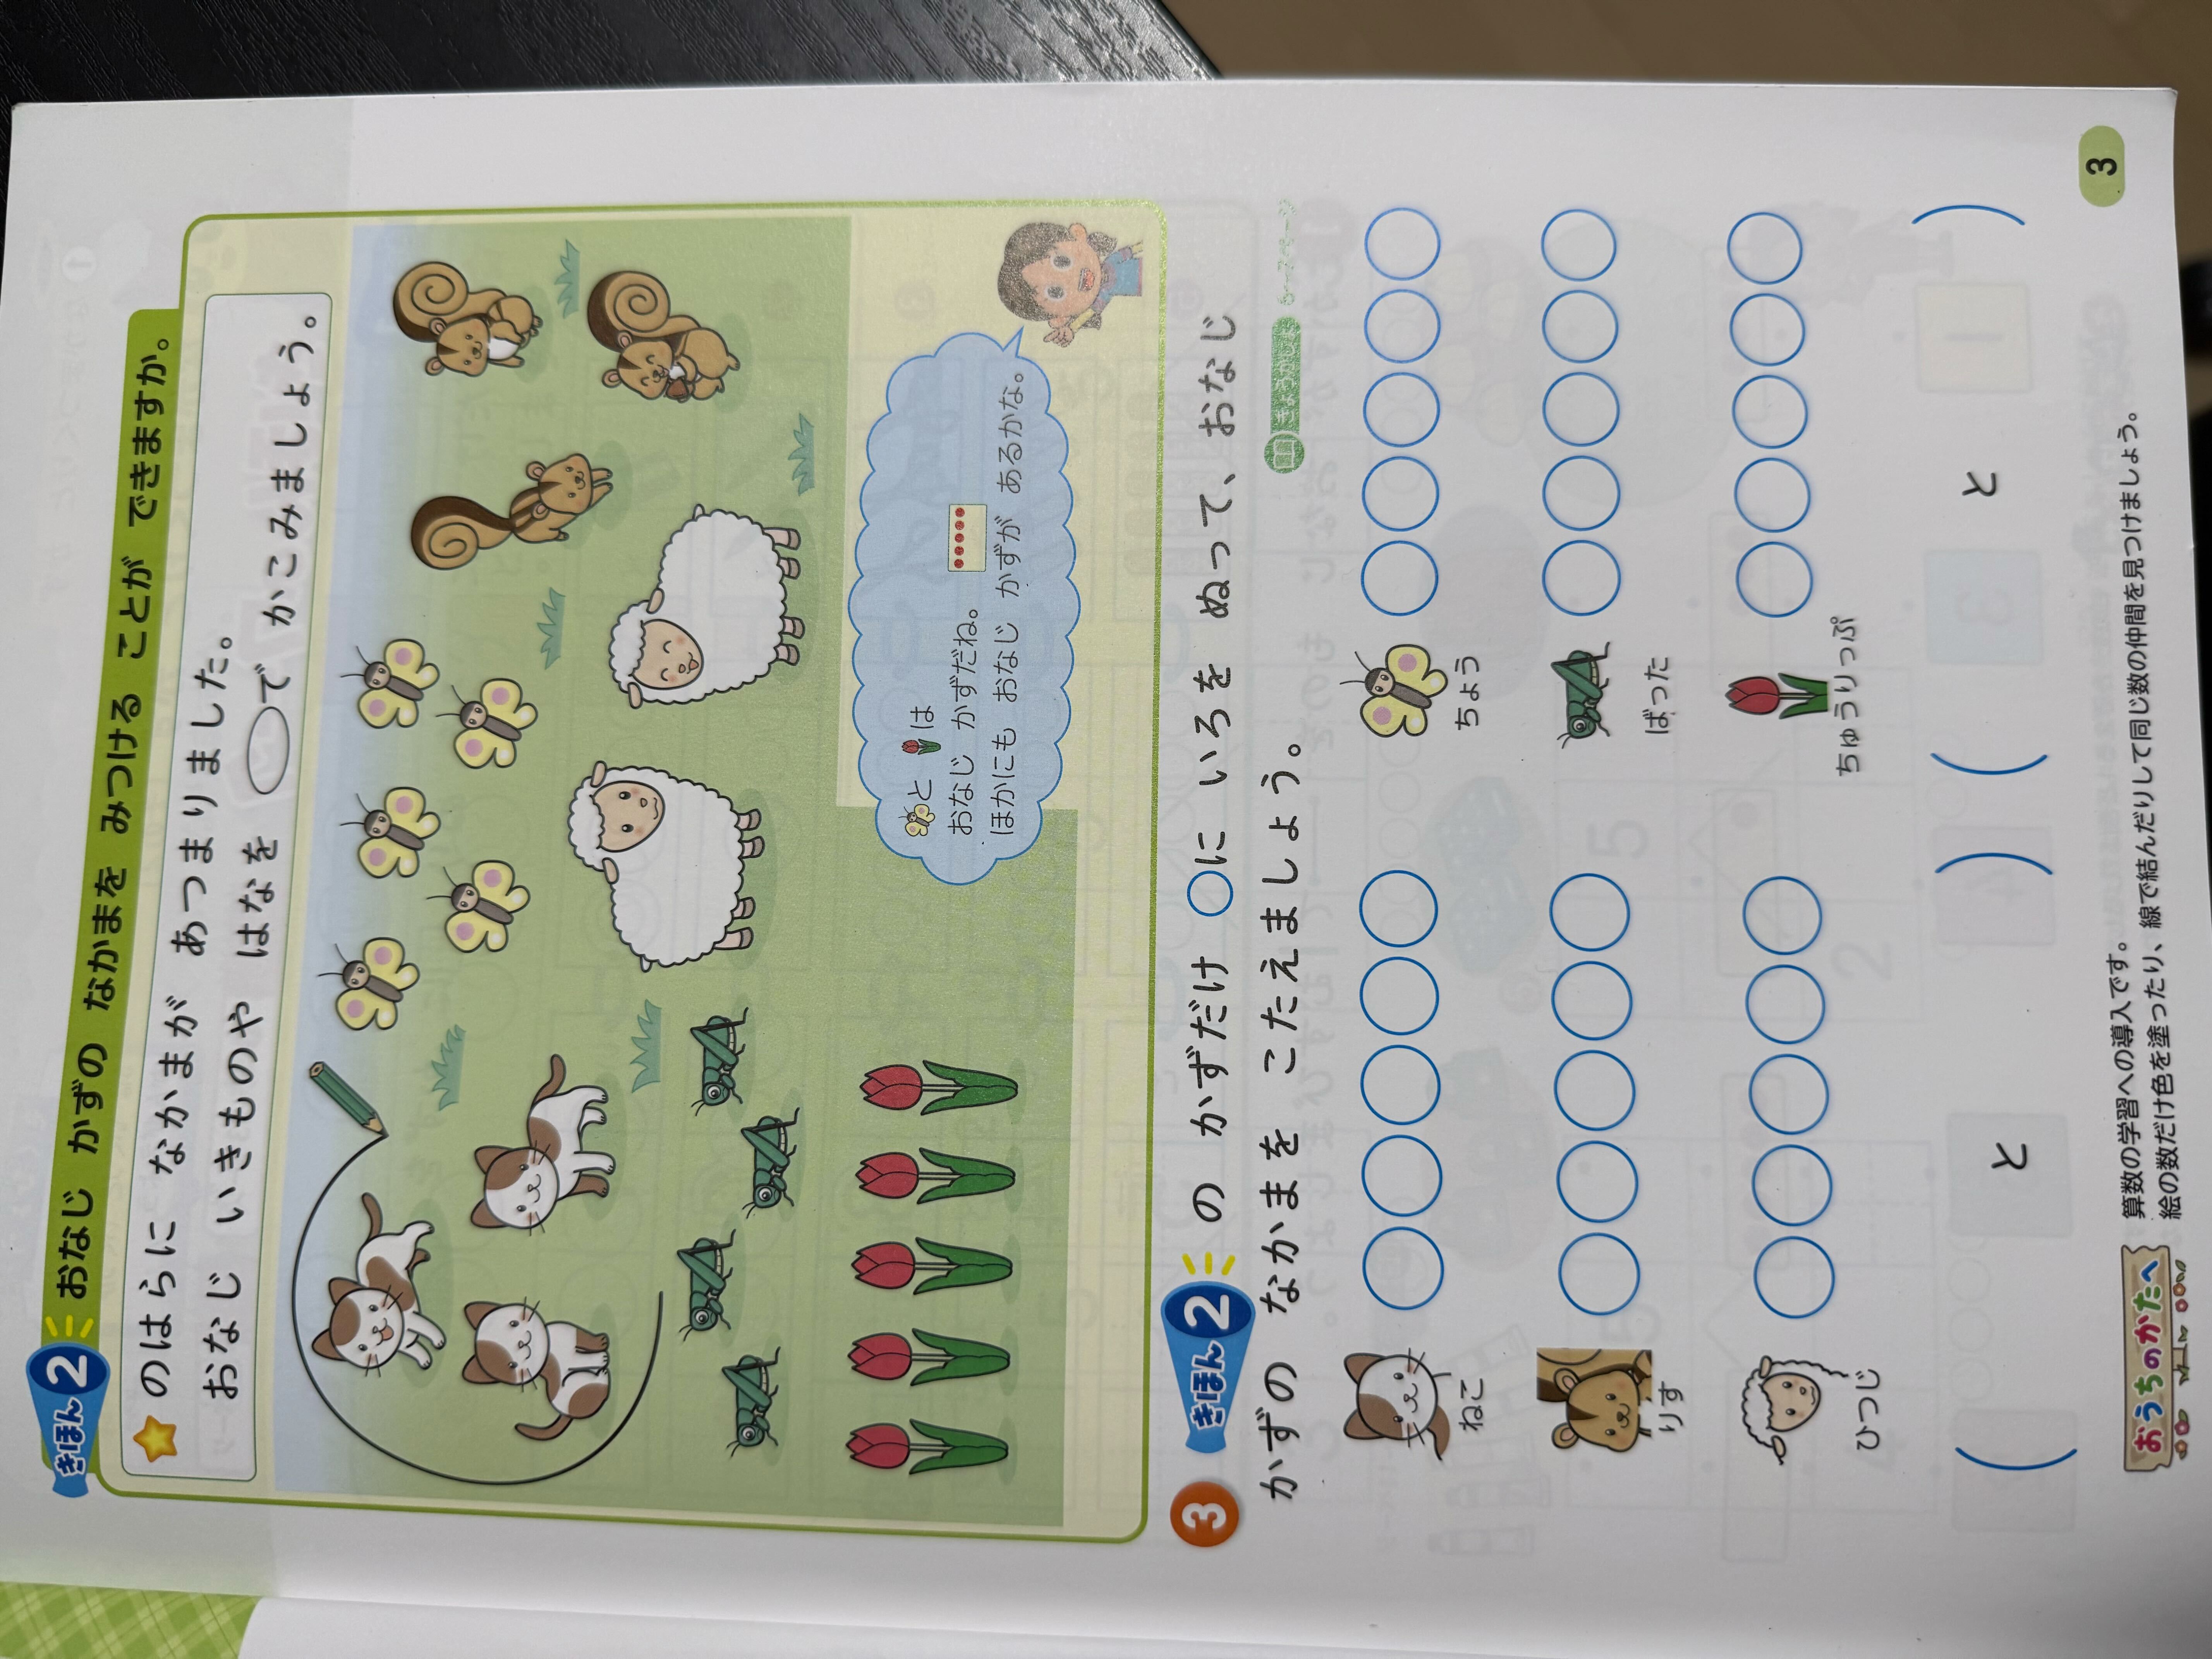 きほん2 おなじ かずの なかまを みつける ことが できますか。
のはらに なかまが あつまりました。
おなじ いきものや はなを ◯で かこみましょう。
と は
おなじ かずだね。
ほかにも おなじ かずが あるかな。
3 きほん2 の かずだけ ○に いろを ぬって、おなじ
かずの なかまを こたえましょう。
ねこ
ちょう
りす
ばった
ひつじ
ちゅうりっぷ
( と ) ( と )
おうちのかたへ
算数の学習への導入です。
絵の数だけ色を塗ったり、線で結んだりして同じ数の仲間を見つけましょう。
3